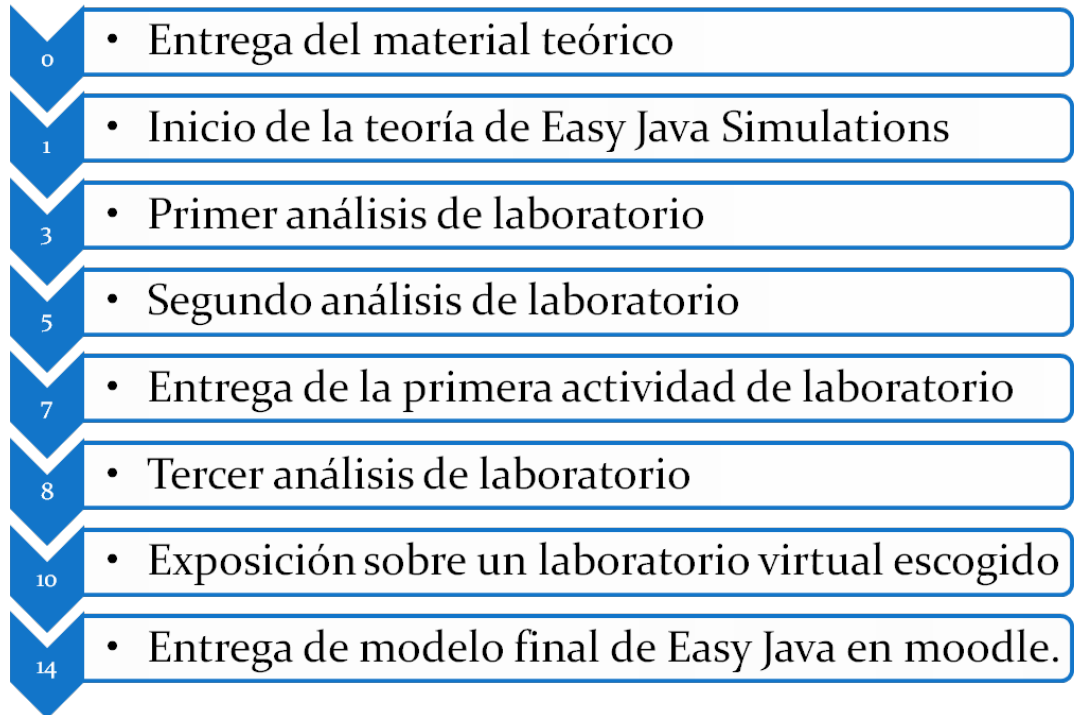 0
• Entrega del material teórico
1
• Inicio de la teoría de Easy Java Simulations
3
• Primer análisis de laboratorio
5
• Segundo análisis de laboratorio
7
• Entrega de la primera actividad de laboratorio
8
• Tercer análisis de laboratorio
10
• Exposición sobre un laboratorio virtual escogido
14
• Entrega de modelo final de Easy Java en moodle.